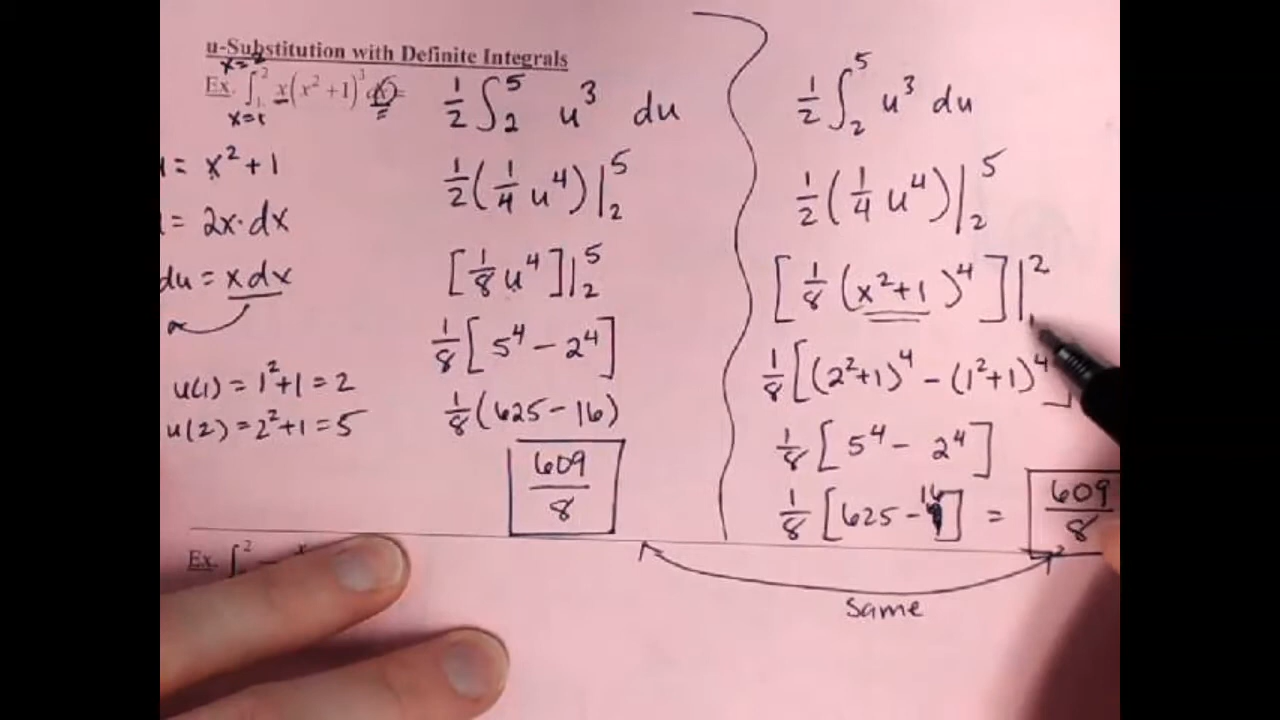 u-Substitution with Definite Integrals
x=2
Ex. ∫₁² x(x² + 1)³ dx =
x=1
u = x² + 1
= 2x·dx
du = x dx
u(1) = 1² + 1 = 2
u(2) = 2² + 1 = 5
½ ∫₂⁵ u³ du
½ (¼ u⁴) |₂⁵
[⅛ u⁴] |₂⁵
⅛ [5⁴ − 2⁴]
⅛ (625 − 16)
609/8
½ ∫₂⁵ u³ du
½ (¼ u⁴) |₂⁵
[⅛ (x² + 1)⁴] |₁²
⅛ [(2² + 1)⁴ − (1² + 1)⁴]
⅛ [5⁴ − 2⁴]
⅛ [625 − 16] = 609/8
same
Ex. ∫ 2 x